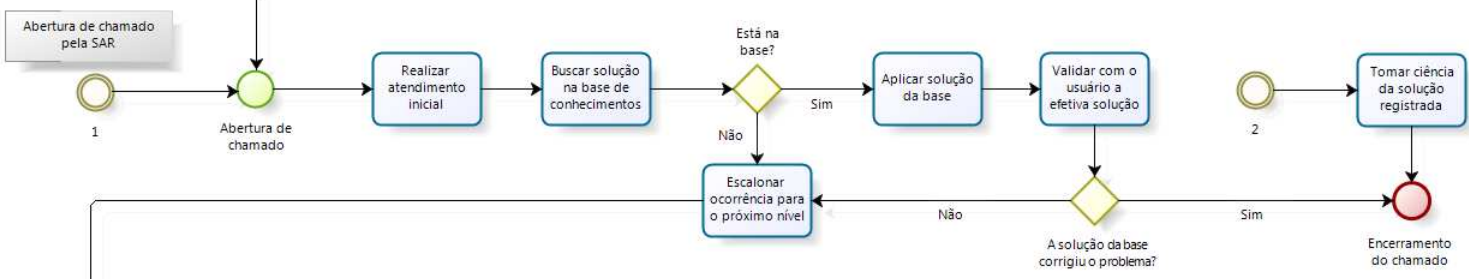 Abertura de chamado
pela SAR
1
Abertura de
chamado
Realizar
atendimento
inicial
Buscar solução
na base de
conhecimentos
Está na
base?
Sim
Não
Aplicar solução
da base
Validar com o
usuário a
efetiva solução
2
Tomar ciência
da solução
registrada
Escalonar
ocorrência para
o próximo nível
Não
Sim
A solução da base
corrigiu o problema?
Encerramento
do chamado